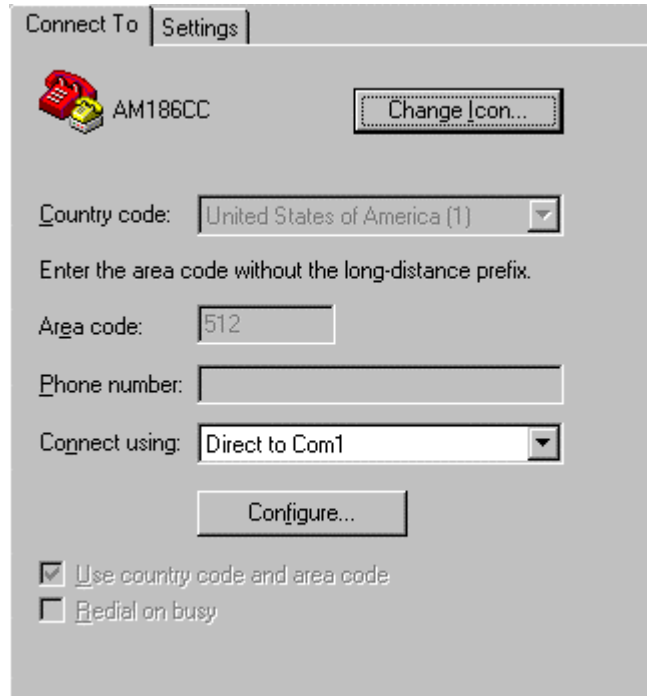 Connect To Settings
AM186CC Change Icon...
Country code: United States of America (1)
Enter the area code without the long-distance prefix.
Area code: 512
Phone number:
Connect using: Direct to Com1
Configure...
Use country code and area code
Redial on busy